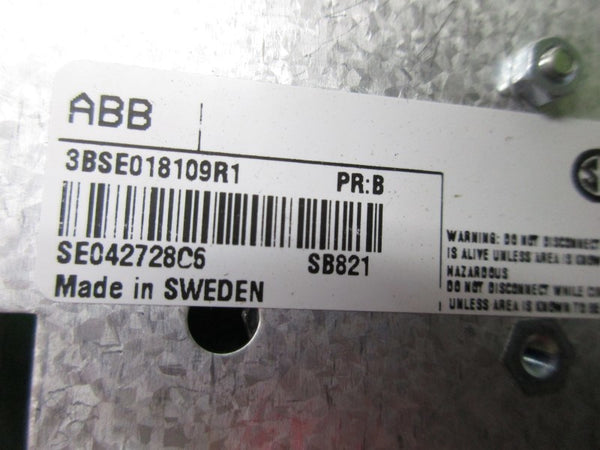 ABB
3BSE018109R1 PR:B
SE042728C6 SB821
Made in SWEDEN
WARNING: DO NOT DISCONNECT
IS ALIVE UNLESS AREA IS KNOWN
HAZARDOUS
DO NOT DISCONNECT WHILE
UNLESS AREA IS KNOWN TO BE